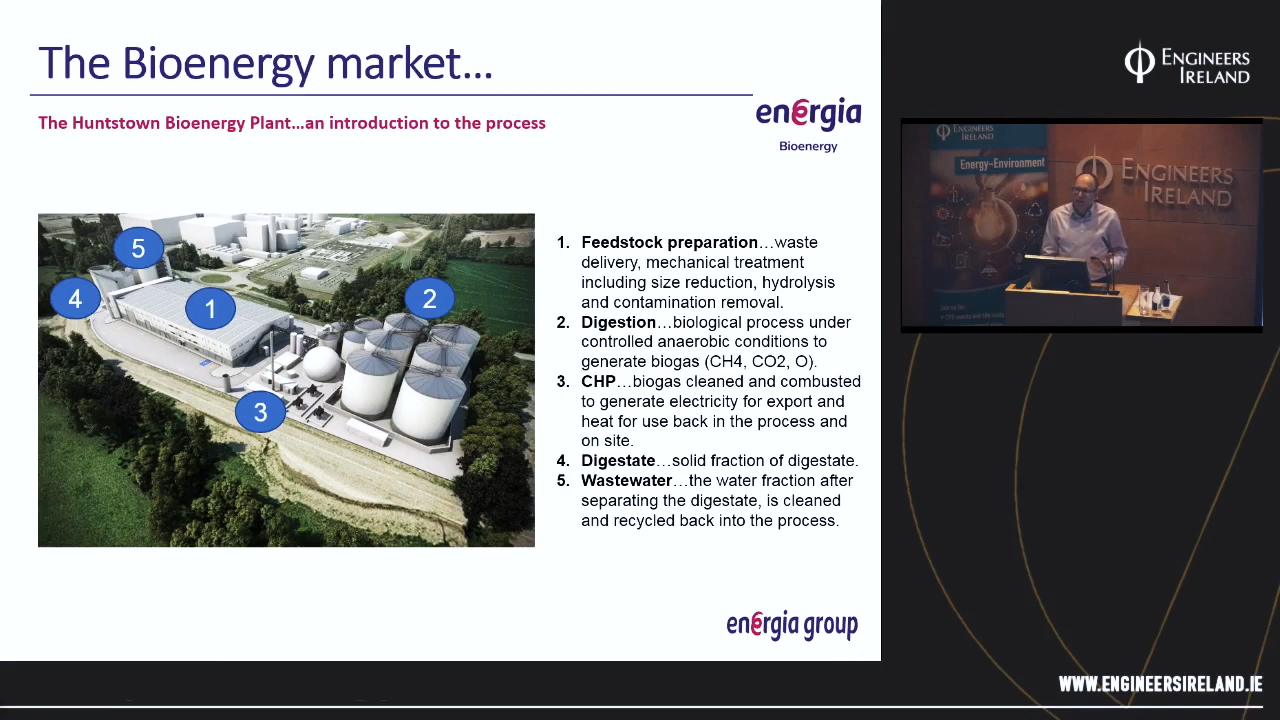 The Bioenergy market...
The Huntstown Bioenergy Plant...an introduction to the process
energia
Bioenergy
5
4
1
2
3
1. Feedstock preparation…waste
delivery, mechanical treatment
including size reduction, hydrolysis
and contamination removal.
2. Digestion…biological process under
controlled anaerobic conditions to
generate biogas (CH4, CO2, O).
3. CHP…biogas cleaned and combusted
to generate electricity for export and
heat for use back in the process and
on site.
4. Digestate…solid fraction of digestate.
5. Wastewater…the water fraction after
separating the digestate, is cleaned
and recycled back into the process.
energia group
ENGINEERS
IRELAND
ENGINEERS
IRELAND
Energy-Environment
ENGINEERS
IRELAND
WWW.ENGINEERSIRELAND.IE